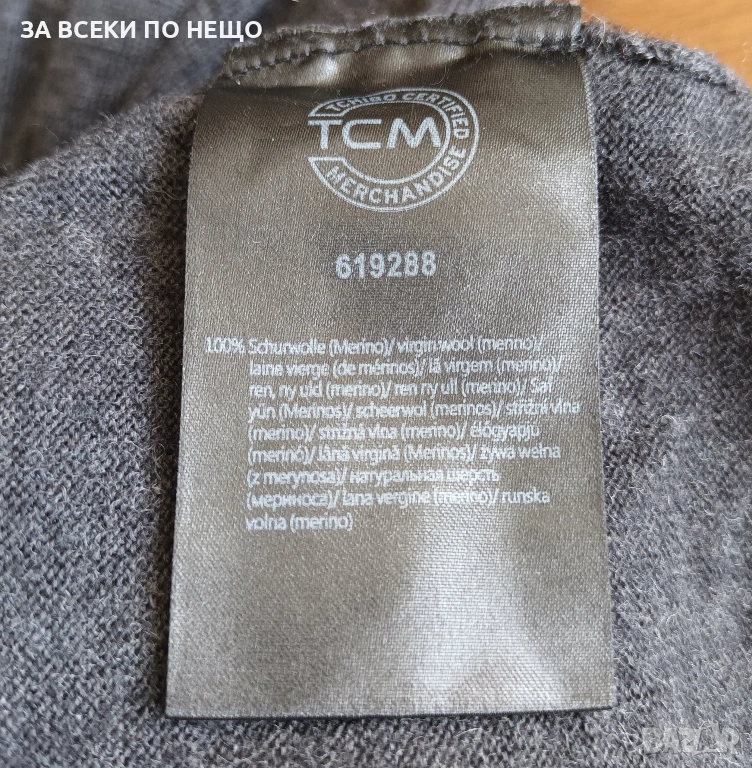 ЗА ВСЕКИ ПО НЕЩО
TCHIBO CERTIFIED
TCM
MERCHANDISE
619288
100% Schurwolle (Merino)/ virgin wool (merino)/
laine vierge (de mérinos)/ lã virgem (merino)/
ren, ny uld (merino)/ ren ny ull (merino)/ Saf
yün (Merinos)/ scheerwol (merinos)/ střižná vlna
(merino)/ strižná vlna (merino)/ élőgyapjú
(merinó)/ lână virgină (Merinos)/ żywa wełna
(z merynosa)/ натуральная шерсть
(мериноса)/ lana vergine (merino)/ runska
volna (merino)
BAZAR